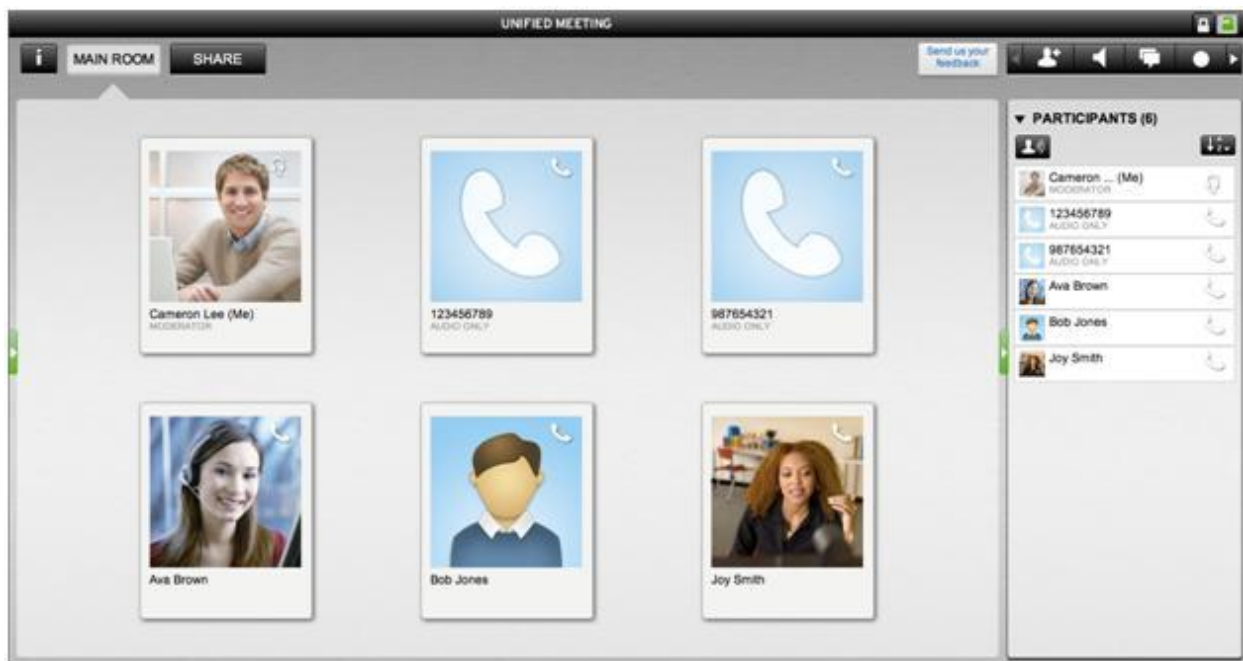 UNIFIED MEETING
i MAIN ROOM SHARE
Send us your
feedback
PARTICIPANTS (6)
Cameron ... (Me)
MODERATOR
123456789
AUDIO ONLY
987654321
AUDIO ONLY
Ava Brown
Bob Jones
Joy Smith
Cameron Lee (Me)
MODERATOR
123456789
AUDIO ONLY
987654321
AUDIO ONLY
Ava Brown
Bob Jones
Joy Smith